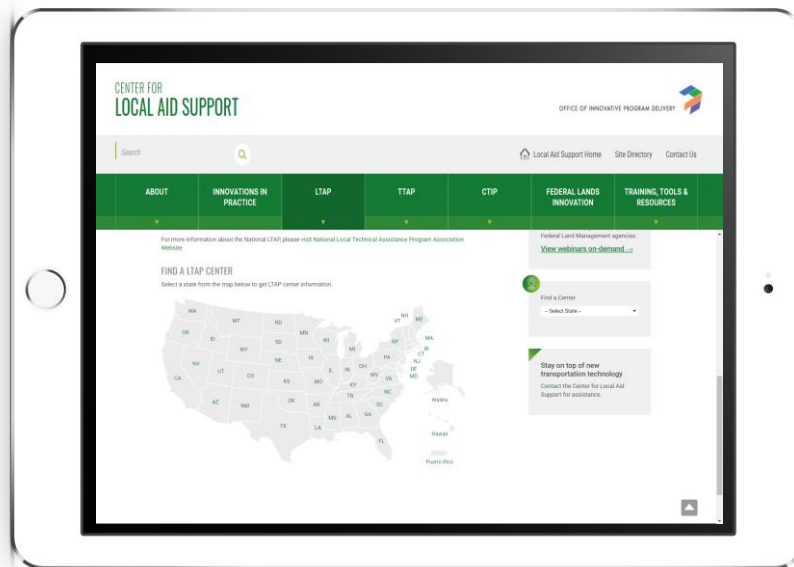 CENTER FOR
LOCAL AID SUPPORT
OFFICE OF INNOVATIVE PROGRAM DELIVERY
Search
Local Aid Support Home Site Directory Contact Us
ABOUT
INNOVATIONS IN
PRACTICE
LTAP
TTAP
CTIP
FEDERAL LANDS
INNOVATION
TRAINING, TOOLS &
RESOURCES
For more information about the National LTAP, please visit National Local Technical Assistance Program Association
Website
FIND A LTAP CENTER
Select a state from the map below to get LTAP center information.
WA
MT
ND
MN
VT
NH
ME
OR
ID
WY
SD
WI
MI
NY
MA
RI
CT
NV
UT
CO
NE
IA
IL
IN
OH
PA
NJ
DE
MD
CA
KS
MO
KY
WV
VA
AZ
NM
OK
AR
TN
NC
SC
TX
LA
MS
AL
GA
FL
Alaska
Hawaii
Puerto Rico
Federal Land Management agencies.
View webinars on-demand →
Find a Center
-- Select State --
Stay on top of new
transportation technology
Contact the Center for Local Aid
Support for assistance.